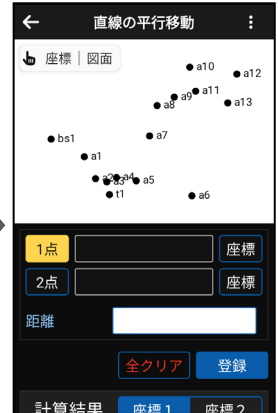 直線の平行移動
座標｜図面
a10
a12
a9
a11
a8
a13
bs1
a7
a1
a2
a3
a4
a5
t1
a6
1点
座標
2点
座標
距離
全クリア
登録
計算結果
座標1
座標2